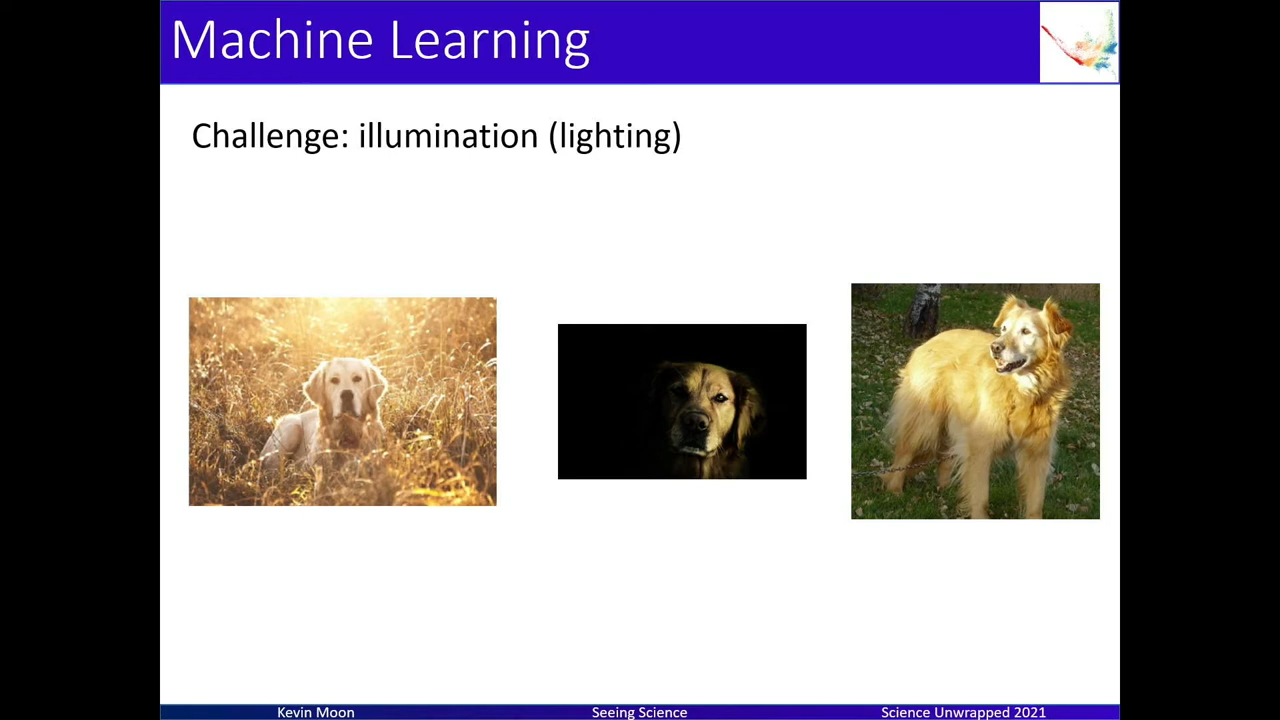 Machine Learning
Challenge: illumination (lighting)
Kevin Moon
Seeing Science
Science Unwrapped 2021